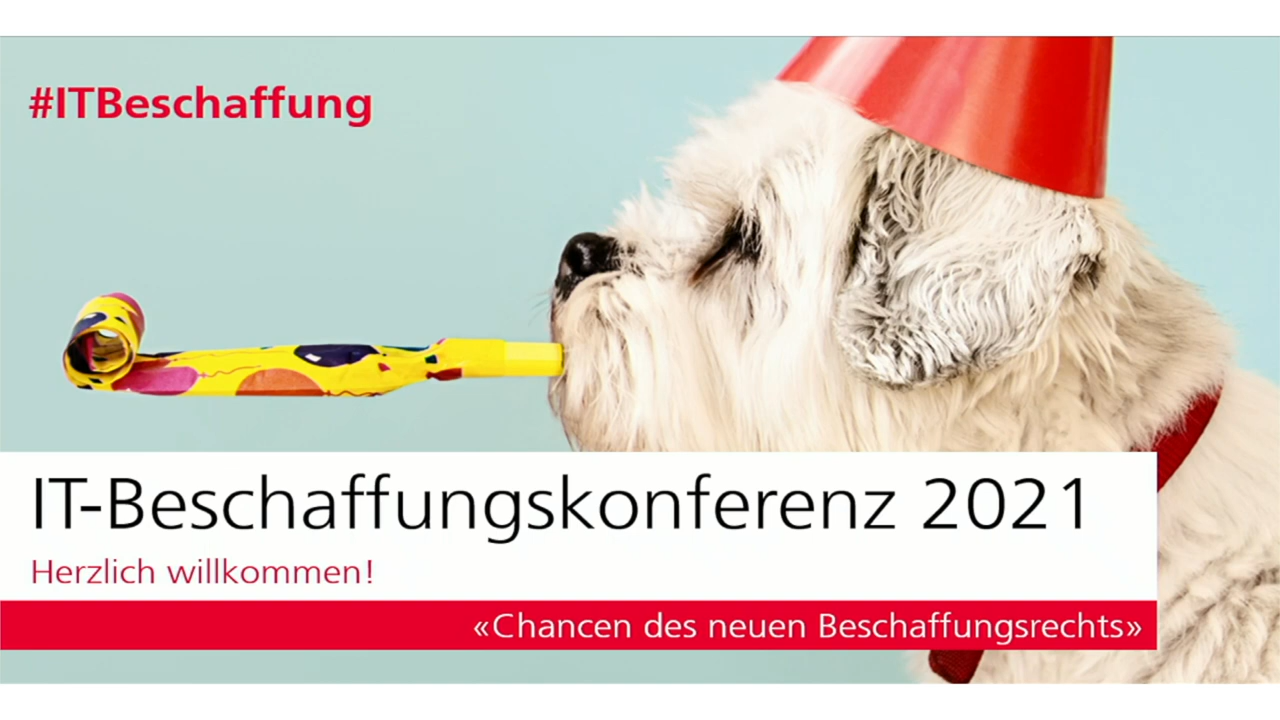 #ITBeschaffung
IT-Beschaffungskonferenz 2021
Herzlich willkommen!
«Chancen des neuen Beschaffungsrechts»